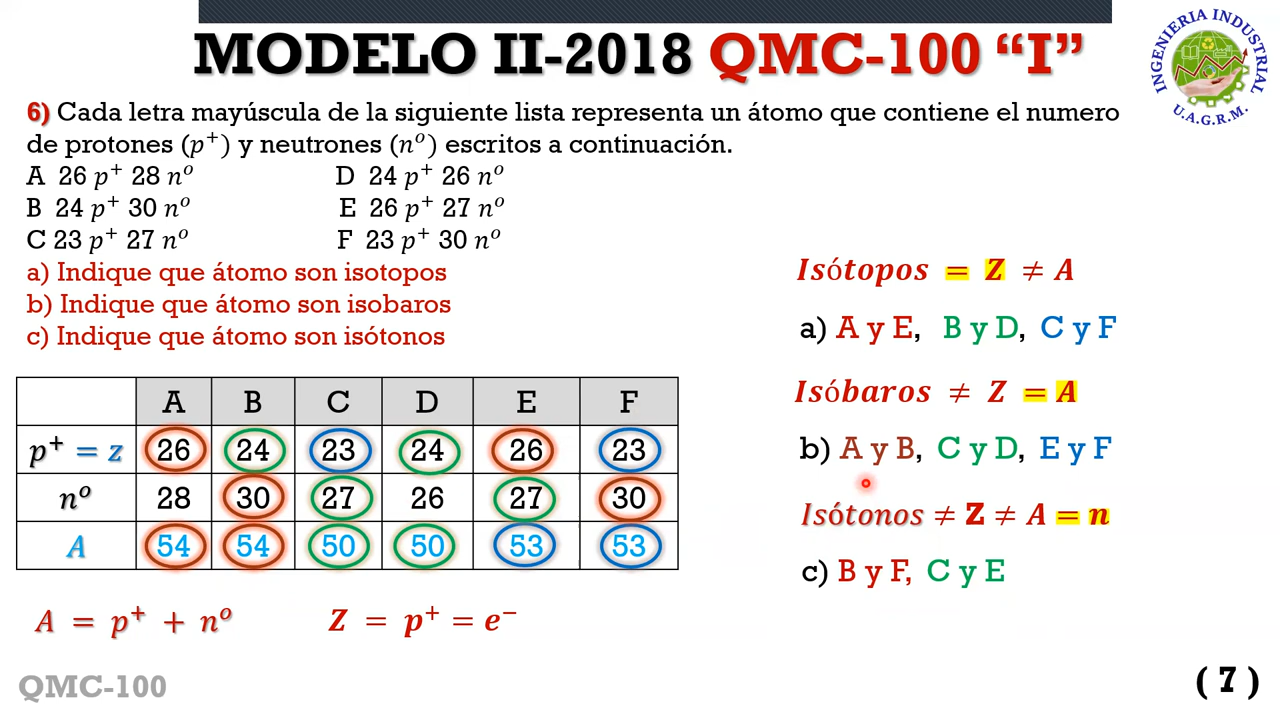 MODELO II-2018 QMC-100 “I”
INGENIERIA INDUSTRIAL
U.A.G.R.M.
6) Cada letra mayúscula de la siguiente lista representa un átomo que contiene el numero
de protones (p⁺) y neutrones (nᵒ) escritos a continuación.
A 26 p⁺ 28 nᵒ D 24 p⁺ 26 nᵒ
B 24 p⁺ 30 nᵒ E 26 p⁺ 27 nᵒ
C 23 p⁺ 27 nᵒ F 23 p⁺ 30 nᵒ
a) Indique que átomo son isotopos
b) Indique que átomo son isobaros
c) Indique que átomo son isótonos
A B C D E F
p⁺ = z 26 24 23 24 26 23
nᵒ 28 30 27 26 27 30
A 54 54 50 50 53 53
A = p⁺ + nᵒ Z = p⁺ = e⁻
Isótopos = Z ≠ A
a) A y E, B y D, C y F
Isóbaros ≠ Z = A
b) A y B, C y D, E y F
Isótonos ≠ Z ≠ A = n
c) B y F, C y E
QMC-100
( 7 )